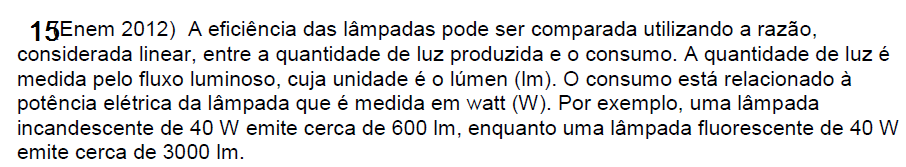 15(Enem 2012)  A eficiência das lâmpadas pode ser comparada utilizando a razão,
considerada linear, entre a quantidade de luz produzida e o consumo. A quantidade de luz é
medida pelo fluxo luminoso, cuja unidade é o lúmen (lm). O consumo está relacionado à
potência elétrica da lâmpada que é medida em watt (W). Por exemplo, uma lâmpada
incandescente de 40 W emite cerca de 600 lm, enquanto uma lâmpada fluorescente de 40 W
emite cerca de 3000 lm.